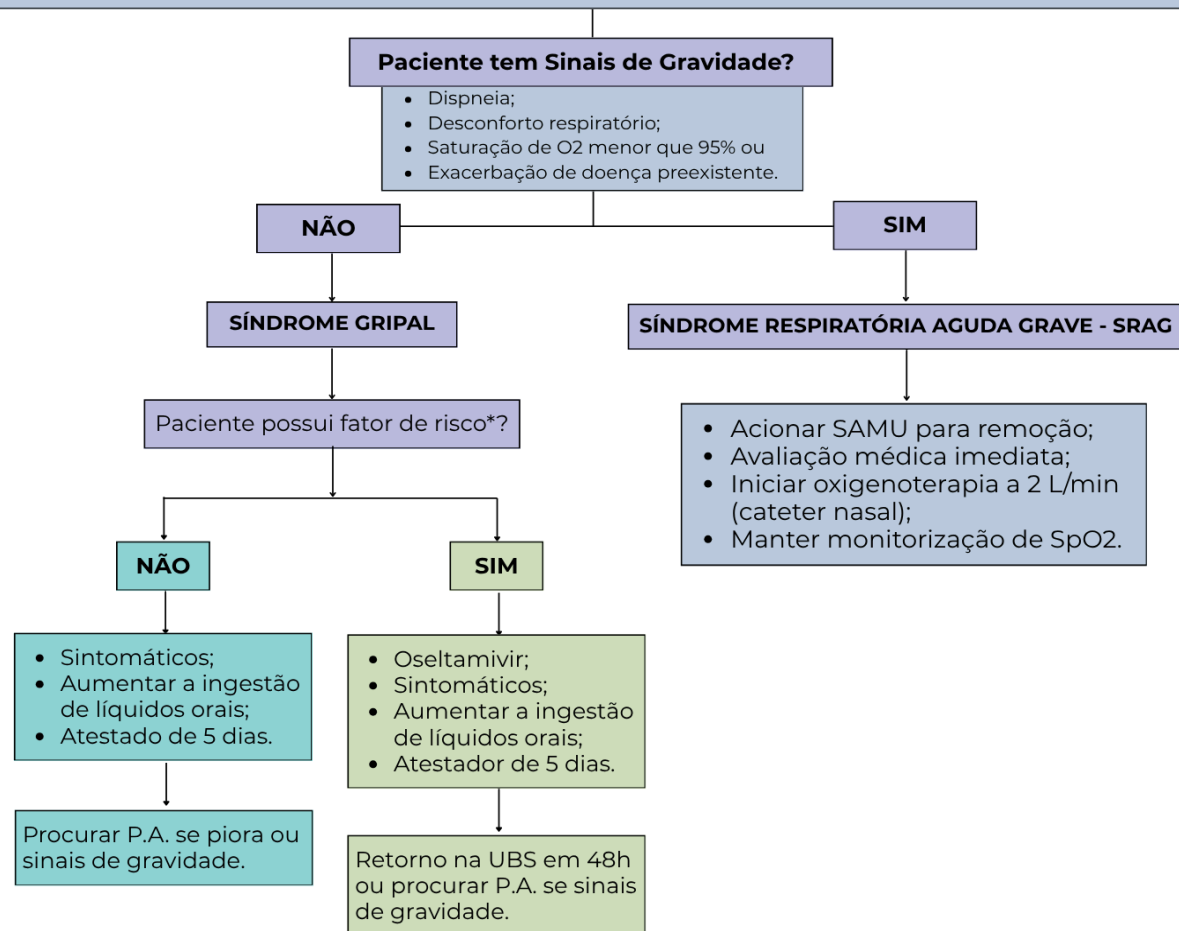 Paciente tem Sinais de Gravidade?
• Dispneia;
• Desconforto respiratório;
• Saturação de O2 menor que 95% ou
• Exacerbação de doença preexistente.
NÃO
SIM
SÍNDROME GRIPAL
SÍNDROME RESPIRATÓRIA AGUDA GRAVE - SRAG
Paciente possui fator de risco*?
• Acionar SAMU para remoção;
• Avaliação médica imediata;
• Iniciar oxigenoterapia a 2 L/min
(cateter nasal);
• Manter monitorização de SpO2.
NÃO
SIM
• Sintomáticos;
• Aumentar a ingestão
de líquidos orais;
• Atestado de 5 dias.
• Oseltamivir;
• Sintomáticos;
• Aumentar a ingestão
de líquidos orais;
• Atestador de 5 dias.
Procurar P.A. se piora ou
sinais de gravidade.
Retorno na UBS em 48h
ou procurar P.A. se sinais
de gravidade.